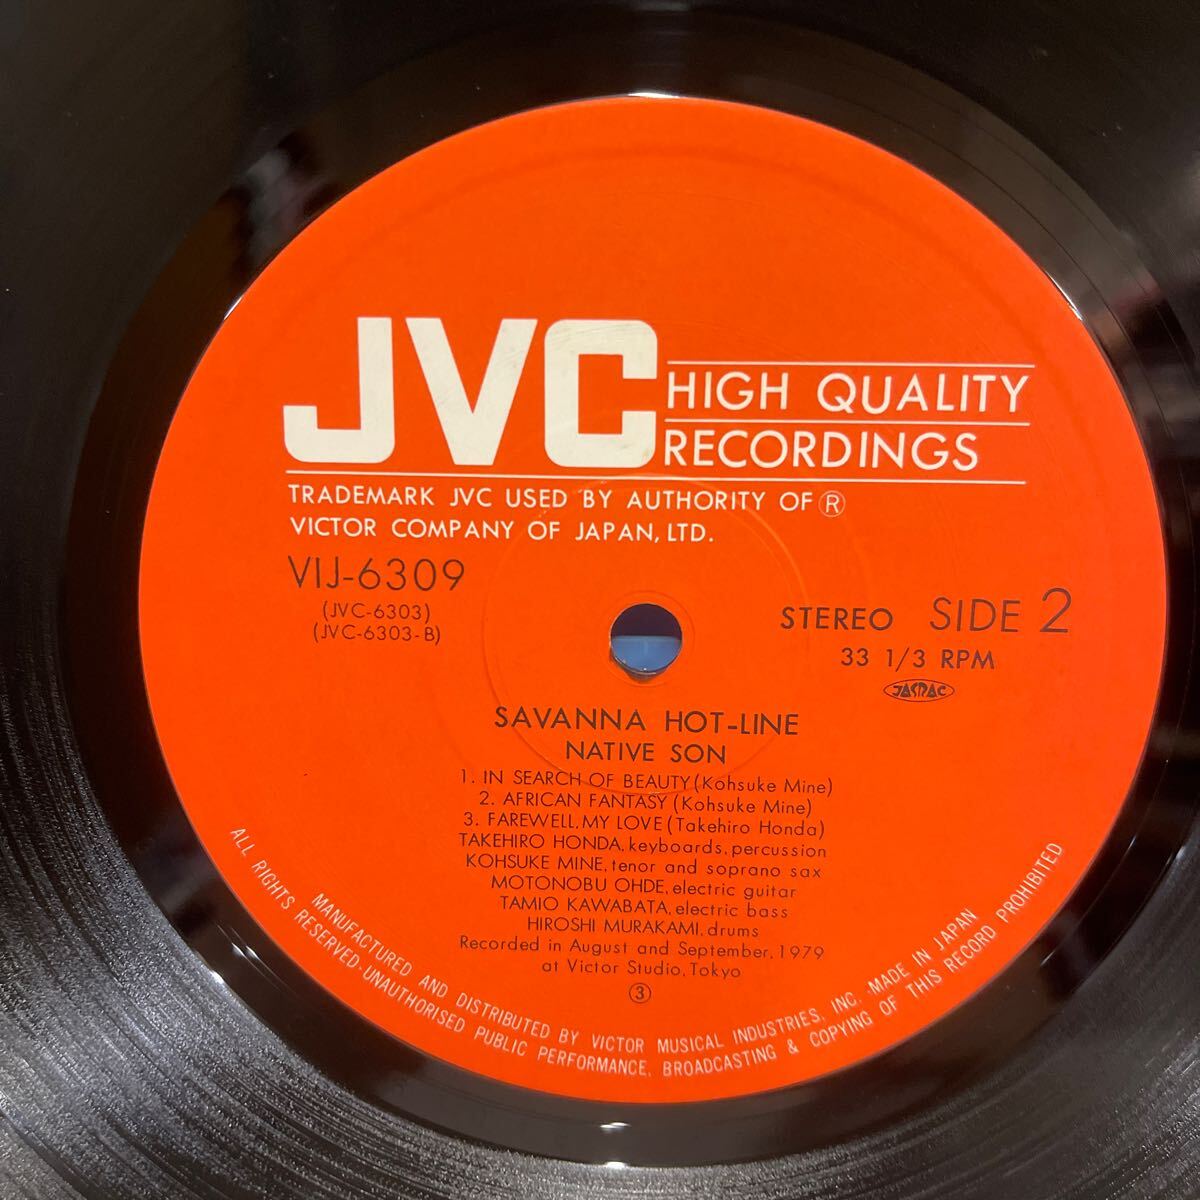 JVC
HIGH QUALITY
RECORDINGS
TRADEMARK JVC USED BY AUTHORITY OF Ⓡ
VICTOR COMPANY OF JAPAN, LTD.
VIJ-6309
(JVC-6303)
(JVC-6303-B)
STEREO SIDE 2
33 1/3 RPM
JASRAC
SAVANNA HOT-LINE
NATIVE SON
1. IN SEARCH OF BEAUTY (Kohsuke Mine)
2. AFRICAN FANTASY (Kohsuke Mine)
3. FAREWELL, MY LOVE (Takehiro Honda)
TAKEHIRO HONDA, keyboards, percussion
KOHSUKE MINE, tenor and soprano sax
MOTONOBU OHDE, electric guitar
TAMIO KAWABATA, electric bass
HIROSHI MURAKAMI, drums
Recorded in August and September, 1979
at Victor Studio, Tokyo
③
MANUFACTURED AND DISTRIBUTED BY VICTOR MUSICAL INDUSTRIES, INC. MADE IN JAPAN
ALL RIGHTS RESERVED-UNAUTHORISED PUBLIC PERFORMANCE, BROADCASTING & COPYING OF THIS RECORD PROHIBITED